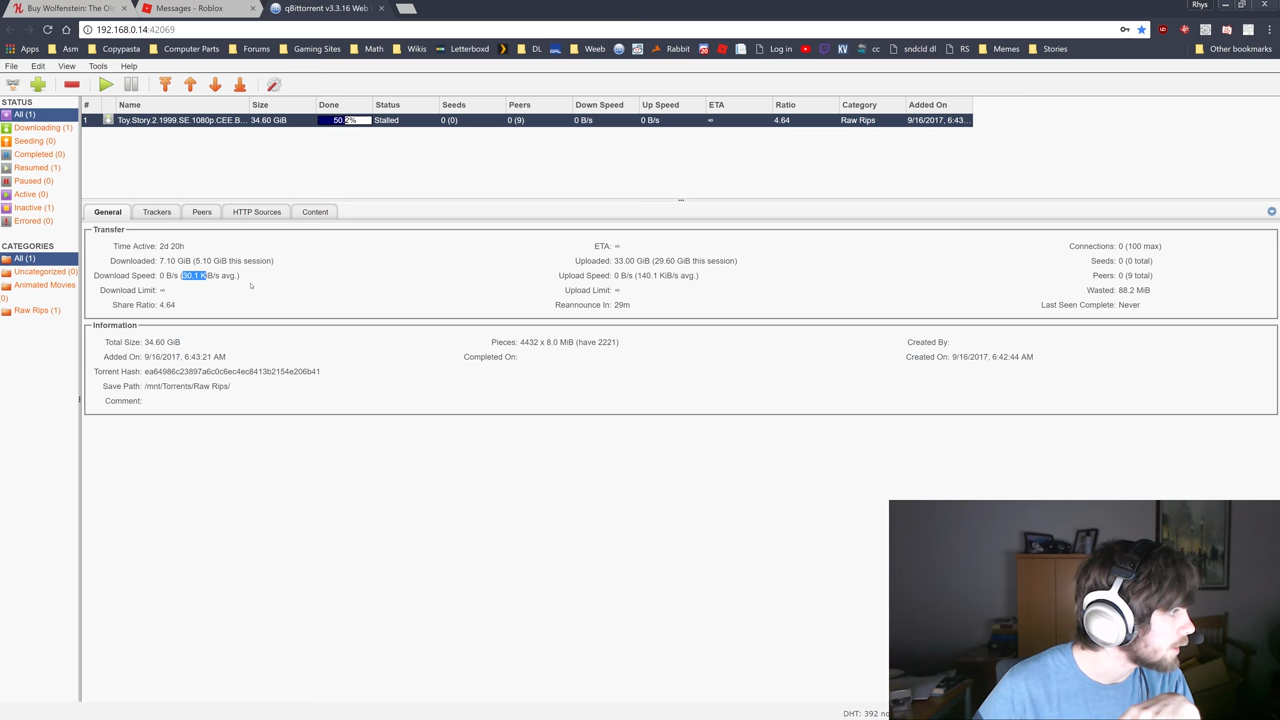 Buy Wolfenstein: The Ol
Messages - Roblox
qBittorrent v3.3.16 Web
Rhys
192.168.0.14:42069
Apps Asm Copypasta Computer Parts Forums Gaming Sites Math Wikis Letterboxd DL Weeb Rabbit Log in KV cc sndcld dl RS Memes Stories Other bookmarks
File Edit View Tools Help
STATUS
All (1)
Downloading (1)
Seeding (0)
Completed (0)
Resumed (1)
Paused (0)
Active (0)
Inactive (1)
Errored (0)
CATEGORIES
All (1)
Uncategorized (0)
Animated Movies
(0)
Raw Rips (1)
# Name Size Done Status Seeds Peers Down Speed Up Speed ETA Ratio Category Added On
1 Toy.Story.2.1999.SE.1080p.CEE.B... 34.60 GiB 50.2% Stalled 0 (0) 0 (9) 0 B/s 0 B/s ∞ 4.64 Raw Rips 9/16/2017, 6:43...
General Trackers Peers HTTP Sources Content
Transfer
Time Active: 2d 20h ETA: ∞ Connections: 0 (100 max)
Downloaded: 7.10 GiB (5.10 GiB this session) Uploaded: 33.00 GiB (29.60 GiB this session) Seeds: 0 (0 total)
Download Speed: 0 B/s (30.1 KiB/s avg.) Upload Speed: 0 B/s (140.1 KiB/s avg.) Peers: 0 (9 total)
Download Limit: ∞ Upload Limit: ∞ Wasted: 88.2 MiB
Share Ratio: 4.64 Reannounce In: 29m Last Seen Complete: Never
Information
Total Size: 34.60 GiB Pieces: 4432 x 8.0 MiB (have 2221) Created By:
Added On: 9/16/2017, 6:43:21 AM Completed On: Created On: 9/16/2017, 6:42:44 AM
Torrent Hash: ea64986c23897a6c0c6ec4ec8413b2154e206b41
Save Path: /mnt/Torrents/Raw Rips/
Comment:
DHT: 392 no